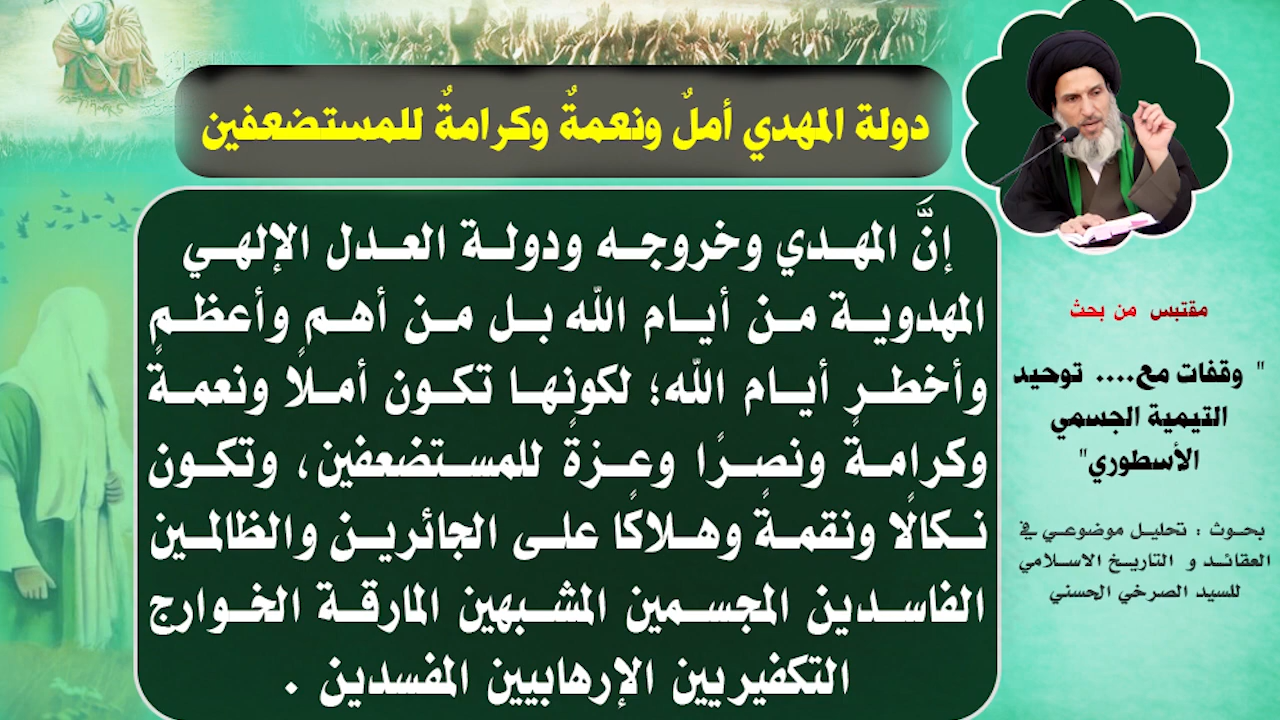 دولة المهدي أملٌ ونعمةٌ وكرامةٌ للمستضعفين
إنَّ المهدي وخروجه ودولة العدل الإلهي
المهدوية من أيام الله بل من أهم وأعظم
وأخطر أيام الله؛ لكونها تكون أملًا ونعمةً
وكرامةً ونصرًا وعزةً للمستضعفين، وتكون
نكالًا ونقمةً وهلاكًا على الجائرين والظالمين
الفاسدين المجسمين المشبهين المارقة الخوارج
التكفيريين الإرهابيين المفسدين .
مقتبس من بحث
" وقفات مع.... توحيد
التيمية الجسمي
الأسطوري"
بحوث : تحليل موضوعي في
العقائد و التاريخ الاسلامي
للسيد الصرخي الحسني